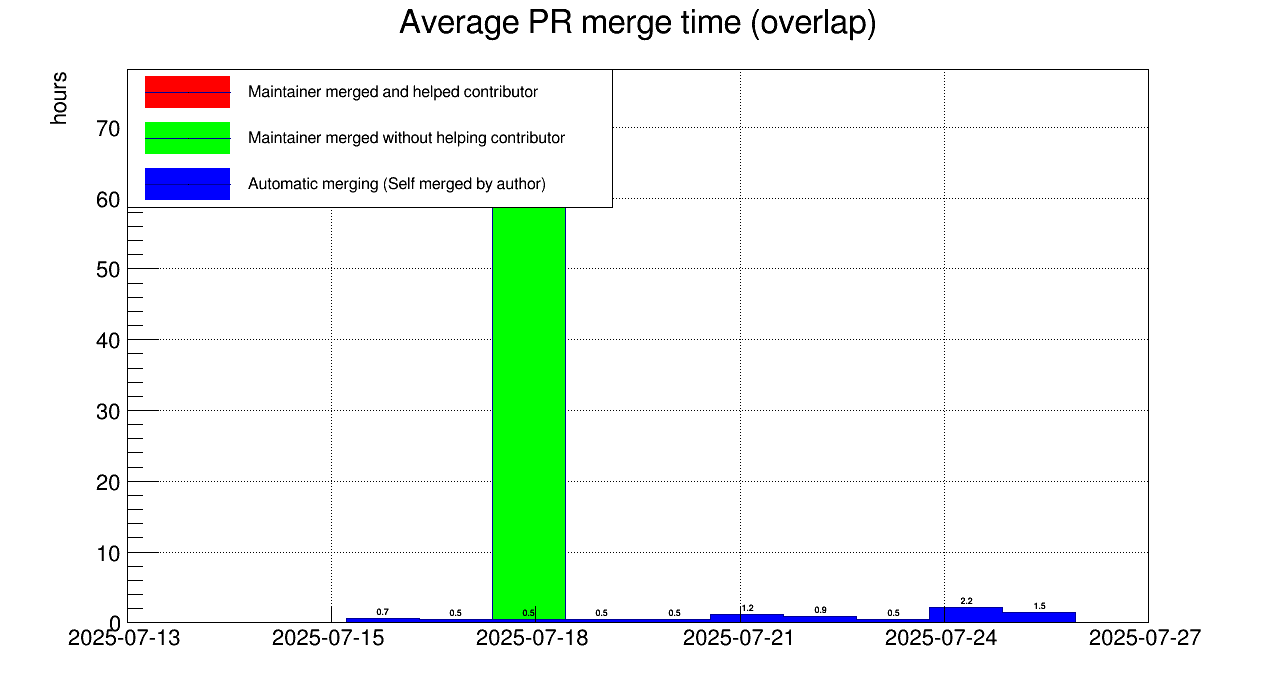 Average PR merge time (overlap)
hours
Maintainer merged and helped contributor
Maintainer merged without helping contributor
Automatic merging (Self merged by author)
70
60
50
40
30
20
10
0
0.7 0.5 0.5 0.5 0.5 1.2 0.9 0.5 2.2 1.5
2025-07-13 2025-07-15 2025-07-18 2025-07-21 2025-07-24 2025-07-27